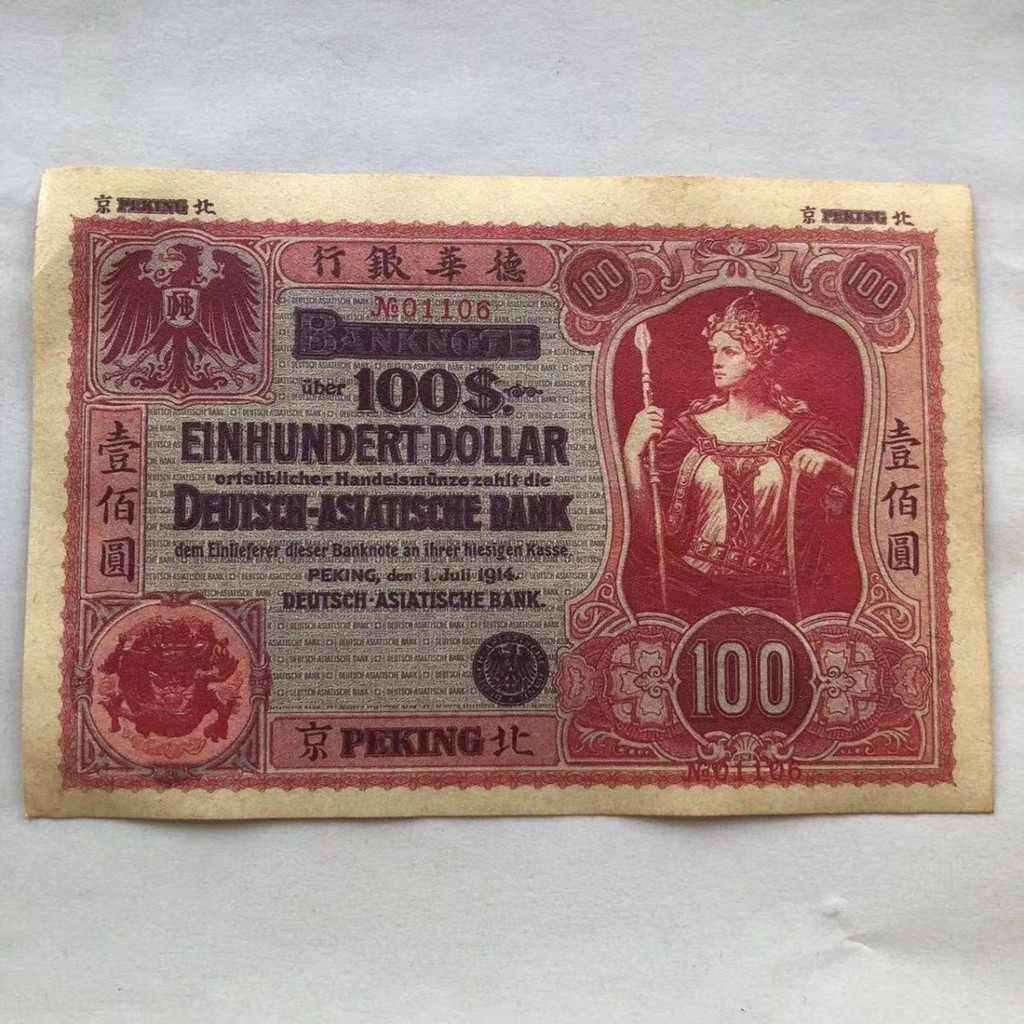 京 PEKING 北
京 PEKING 北
行銀華德
100
100
DAB
№01106
BANKNOTE
über 100$.
EINHUNDERT DOLLAR
ortsüblicher Handelsmünze zahlt die
DEUTSCH-ASIATISCHE BANK
dem Einlieferer dieser Banknote an ihrer hiesigen Kasse.
PEKING, den 1. Juli 1914.
DEUTSCH-ASIATISCHE BANK.
壹佰圓
壹佰圓
100
京 PEKING 北
№01106